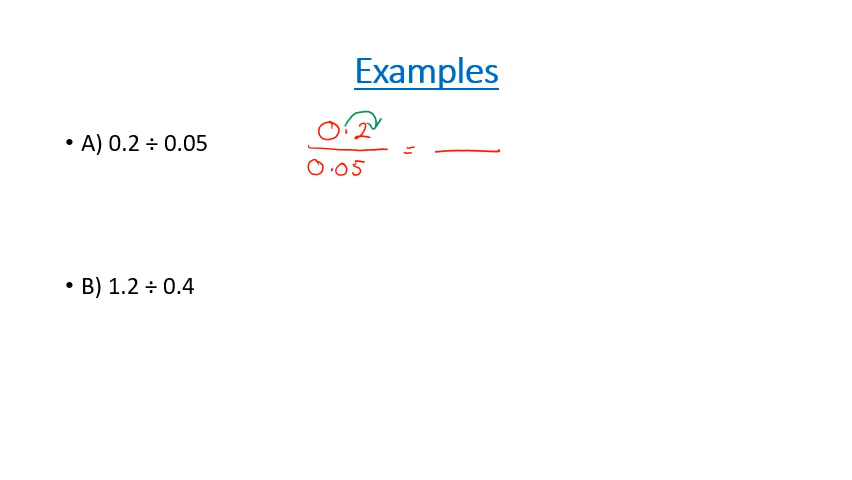 Examples
• A) 0.2 ÷ 0.05
0.2
0.05
=
• B) 1.2 ÷ 0.4